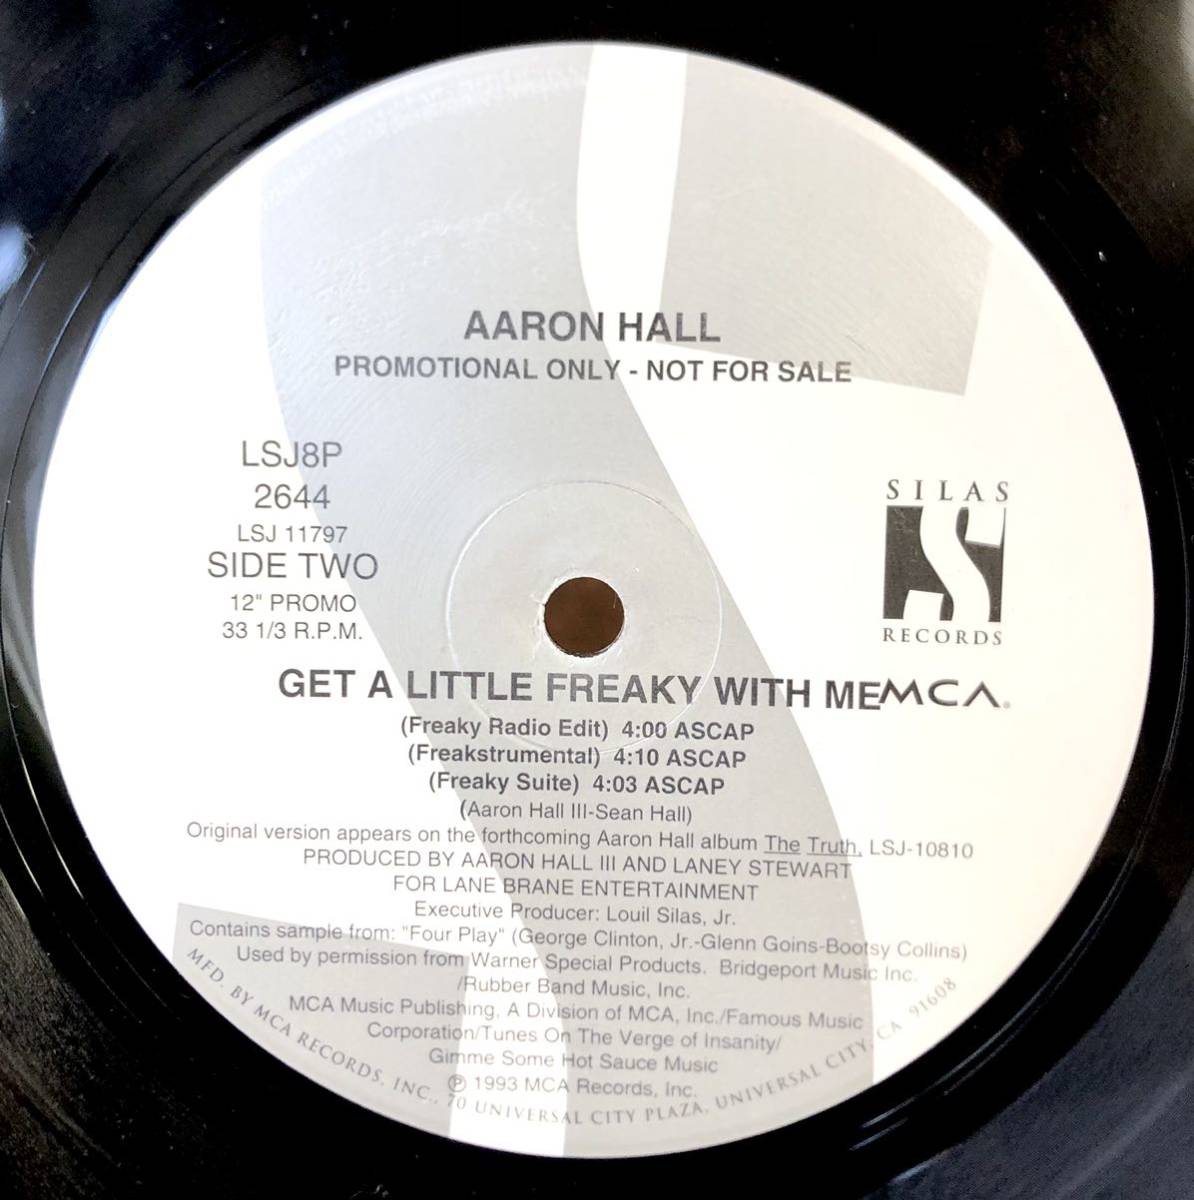 AARON HALL
PROMOTIONAL ONLY - NOT FOR SALE
LSJ8P
2644
LSJ 11797
SIDE TWO
12" PROMO
33 1/3 R.P.M.
SILAS
S
RECORDS
GET A LITTLE FREAKY WITH ME
MCA®
(Freaky Radio Edit) 4:00 ASCAP
(Freakstrumental) 4:10 ASCAP
(Freaky Suite) 4:03 ASCAP
(Aaron Hall III-Sean Hall)
Original version appears on the forthcoming Aaron Hall album The Truth, LSJ-10810
PRODUCED BY AARON HALL III AND LANEY STEWART
FOR LANE BRANE ENTERTAINMENT
Executive Producer: Louil Silas, Jr.
Contains sample from: "Four Play" (George Clinton, Jr.-Glenn Goins-Bootsy Collins)
Used by permission from Warner Special Products. Bridgeport Music Inc.
/Rubber Band Music, Inc.
MCA Music Publishing, A Division of MCA, Inc./Famous Music
Corporation/Tunes On The Verge of Insanity/
Gimme Some Hot Sauce Music
℗ 1993 MCA Records, Inc.
MFD. BY MCA RECORDS, INC., 70 UNIVERSAL CITY PLAZA, UNIVERSAL CITY, CA 91608